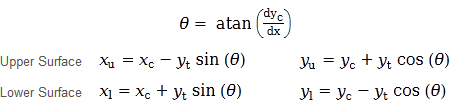 θ = atan (dy_c/dx)
Upper Surface x_u = x_c − y_t sin (θ) y_u = y_c + y_t cos (θ)
Lower Surface x_l = x_c + y_t sin (θ) y_l = y_c − y_t cos (θ)